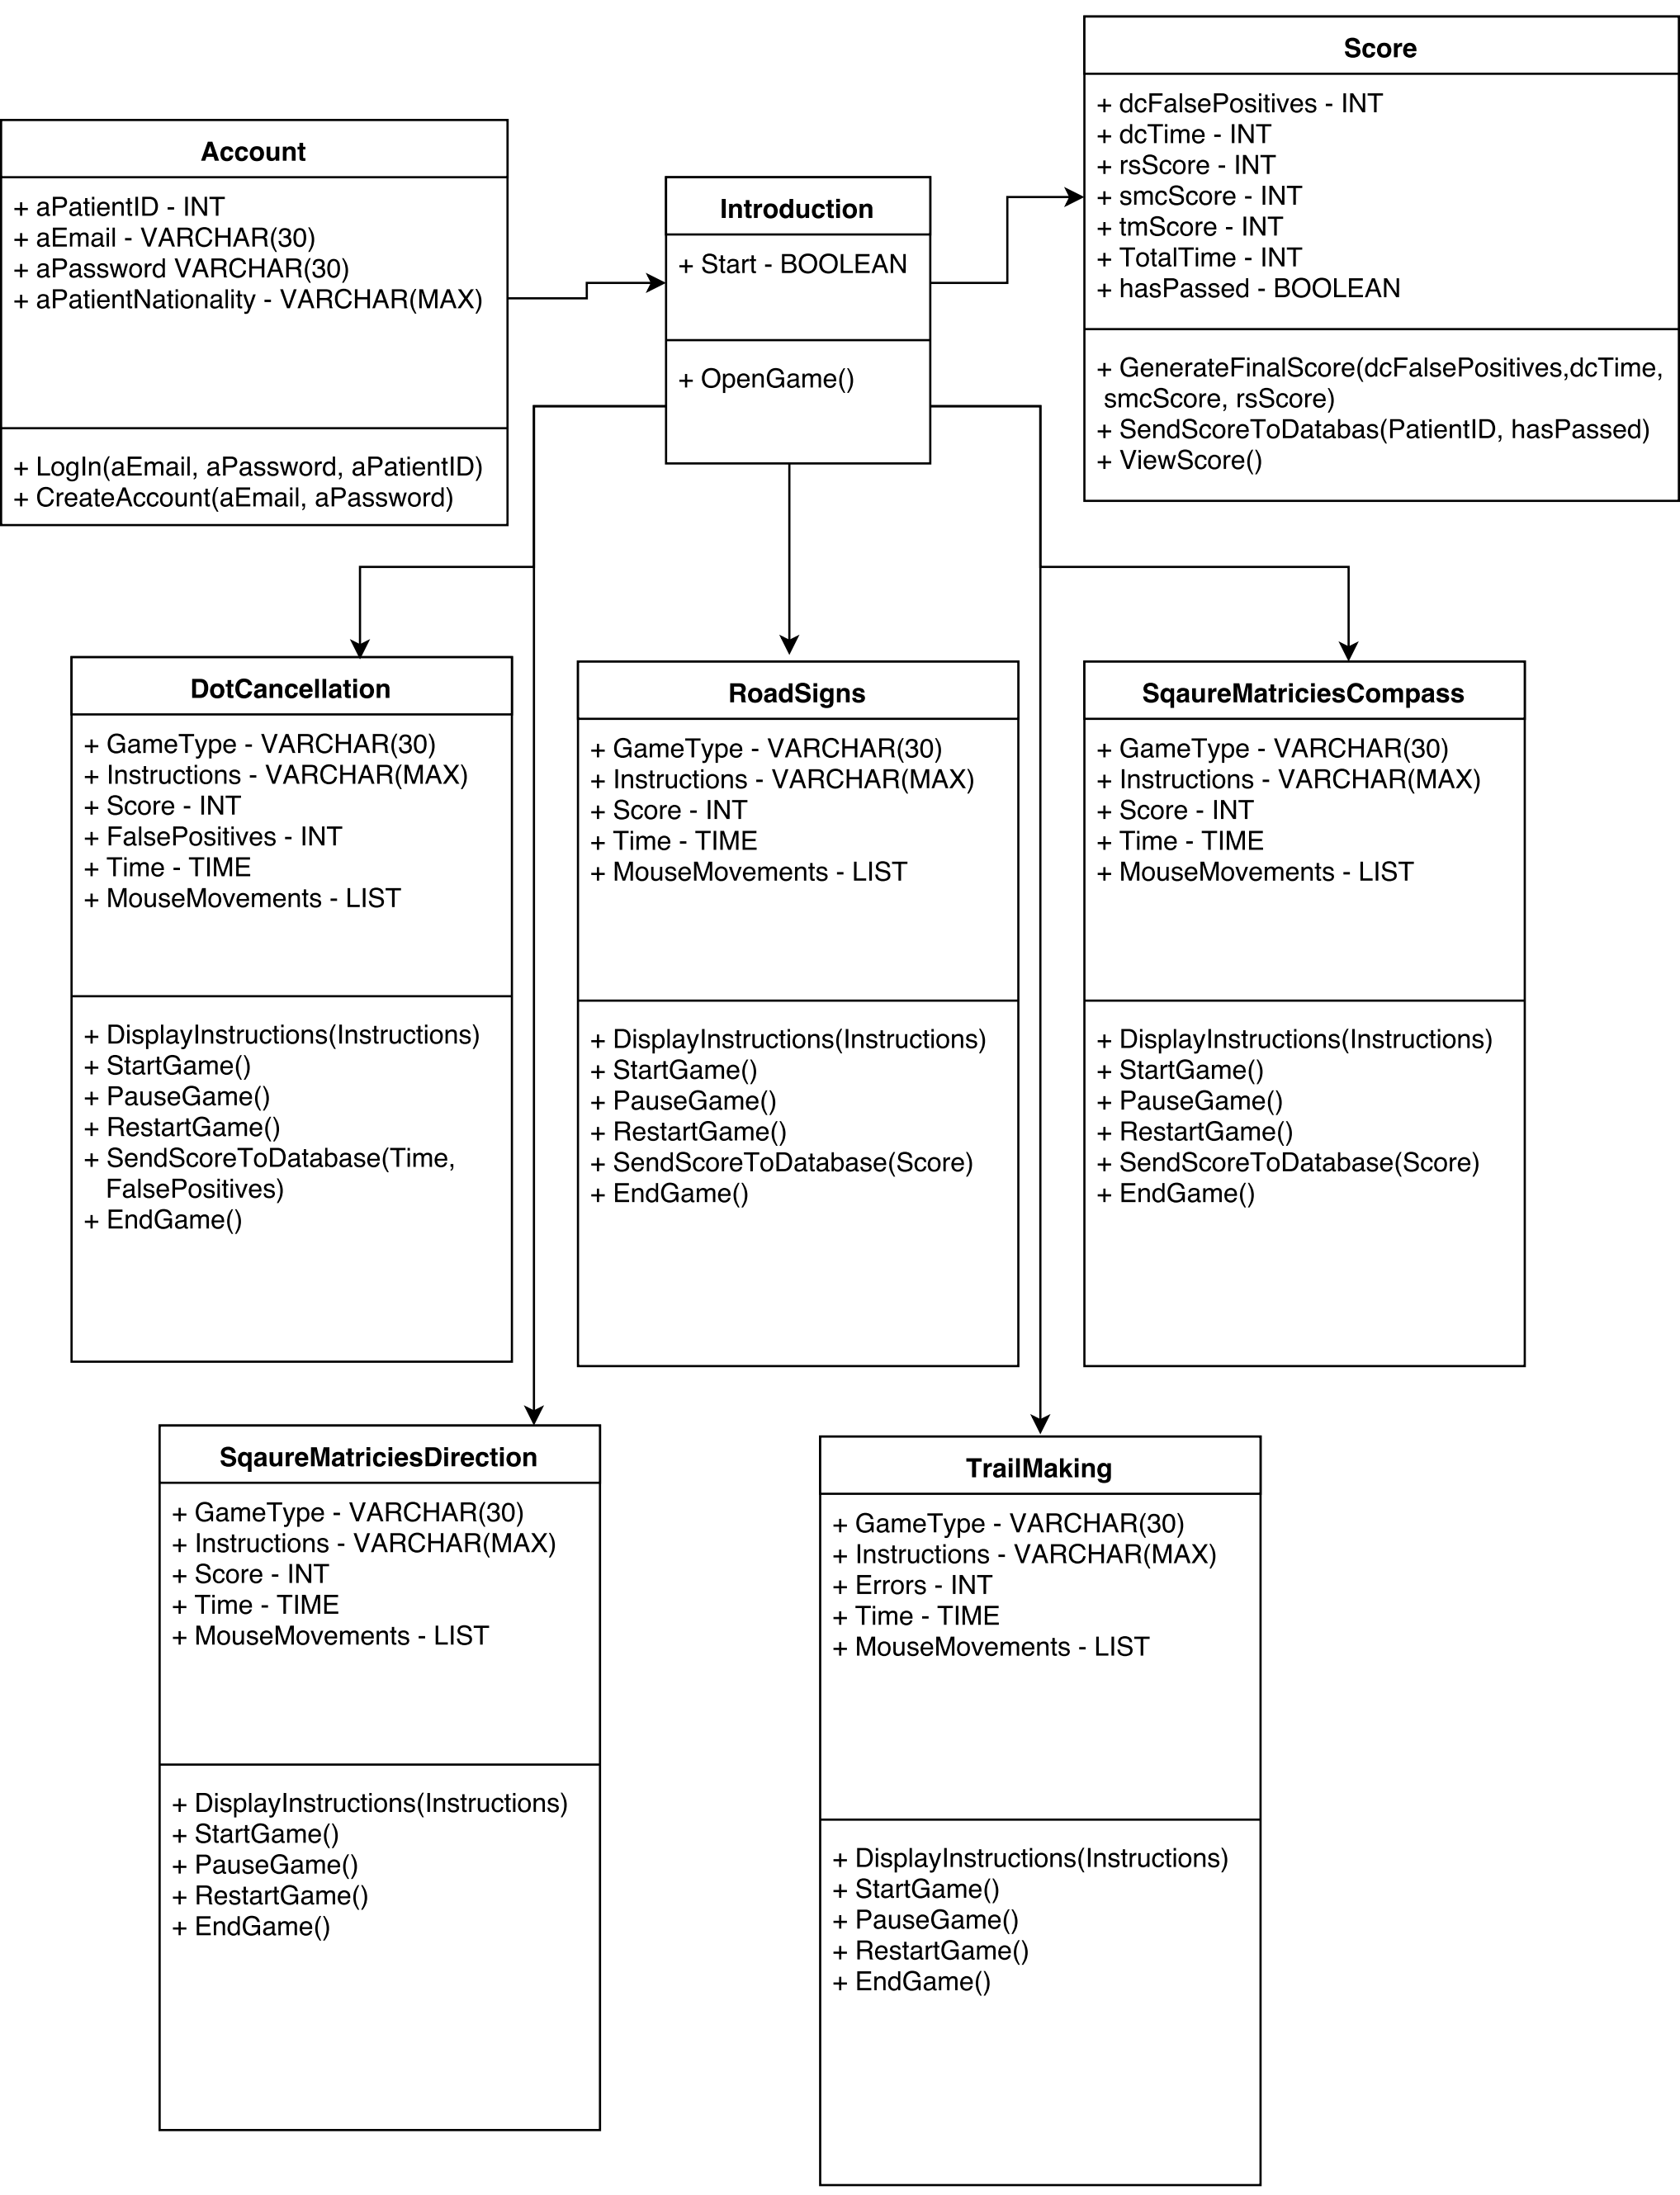 Account
+ aPatientID - INT
+ aEmail - VARCHAR(30)
+ aPassword VARCHAR(30)
+ aPatientNationality - VARCHAR(MAX)
+ LogIn(aEmail, aPassword, aPatientID)
+ CreateAccount(aEmail, aPassword)
Introduction
+ Start - BOOLEAN
+ OpenGame()
Score
+ dcFalsePositives - INT
+ dcTime - INT
+ rsScore - INT
+ smcScore - INT
+ tmScore - INT
+ TotalTime - INT
+ hasPassed - BOOLEAN
+ GenerateFinalScore(dcFalsePositives,dcTime,
smcScore, rsScore)
+ SendScoreToDatabas(PatientID, hasPassed)
+ ViewScore()
DotCancellation
+ GameType - VARCHAR(30)
+ Instructions - VARCHAR(MAX)
+ Score - INT
+ FalsePositives - INT
+ Time - TIME
+ MouseMovements - LIST
+ DisplayInstructions(Instructions)
+ StartGame()
+ PauseGame()
+ RestartGame()
+ SendScoreToDatabase(Time,
FalsePositives)
+ EndGame()
RoadSigns
+ GameType - VARCHAR(30)
+ Instructions - VARCHAR(MAX)
+ Score - INT
+ Time - TIME
+ MouseMovements - LIST
+ DisplayInstructions(Instructions)
+ StartGame()
+ PauseGame()
+ RestartGame()
+ SendScoreToDatabase(Score)
+ EndGame()
SqaureMatriciesCompass
+ GameType - VARCHAR(30)
+ Instructions - VARCHAR(MAX)
+ Score - INT
+ Time - TIME
+ MouseMovements - LIST
+ DisplayInstructions(Instructions)
+ StartGame()
+ PauseGame()
+ RestartGame()
+ SendScoreToDatabase(Score)
+ EndGame()
SqaureMatriciesDirection
+ GameType - VARCHAR(30)
+ Instructions - VARCHAR(MAX)
+ Score - INT
+ Time - TIME
+ MouseMovements - LIST
+ DisplayInstructions(Instructions)
+ StartGame()
+ PauseGame()
+ RestartGame()
+ EndGame()
TrailMaking
+ GameType - VARCHAR(30)
+ Instructions - VARCHAR(MAX)
+ Errors - INT
+ Time - TIME
+ MouseMovements - LIST
+ DisplayInstructions(Instructions)
+ StartGame()
+ PauseGame()
+ RestartGame()
+ EndGame()